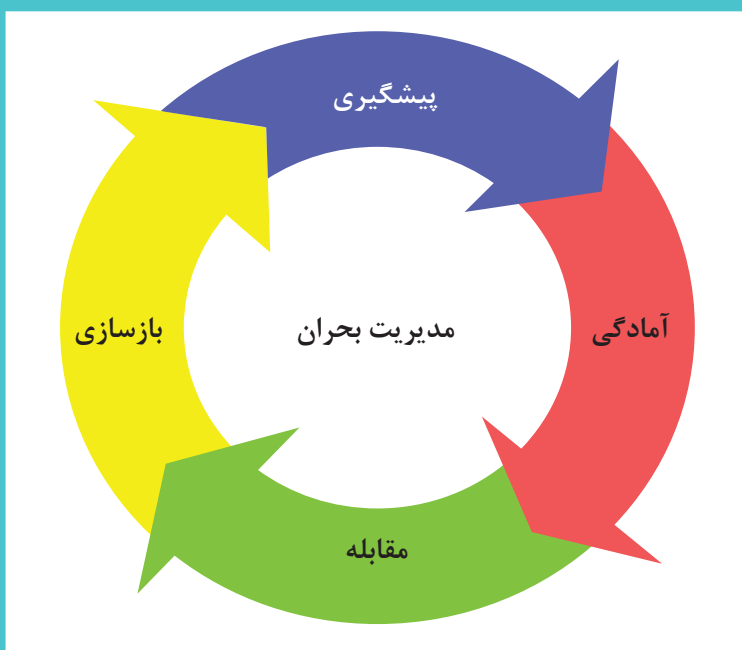 پیشگیری
آمادگی
مدیریت بحران
بازسازی
مقابله